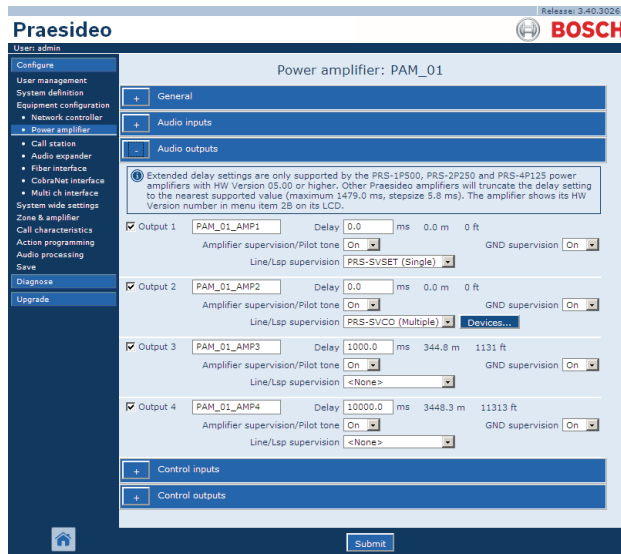 Release: 3.40.3026
Praesideo
BOSCH
User: admin
Configure
User management
System definition
Equipment configuration
• Network controller
• Power amplifier
• Call station
• Audio expander
• Fiber interface
• CobraNet interface
• Multi ch interface
System wide settings
Zone & amplifier
Call characteristics
Action programming
Audio processing
Save
Diagnose
Upgrade
Power amplifier: PAM_01
+ General
+ Audio inputs
- Audio outputs
Extended delay settings are only supported by the PRS-1P500, PRS-2P250 and PRS-4P125 power
amplifiers with HW Version 05.00 or higher. Other Praesideo amplifiers will truncate the delay setting
to the nearest supported value (maximum 1479.0 ms, stepsize 5.8 ms). The amplifier shows its HW
Version number in menu item 2B on its LCD.
Output 1 PAM_01_AMP1 Delay 0.0 ms 0.0 m 0 ft
Amplifier supervision/Pilot tone On GND supervision On
Line/Lsp supervision PRS-SVSET (Single)
Output 2 PAM_01_AMP2 Delay 0.0 ms 0.0 m 0 ft
Amplifier supervision/Pilot tone On GND supervision On
Line/Lsp supervision PRS-SVCO (Multiple) Devices...
Output 3 PAM_01_AMP3 Delay 1000.0 ms 344.8 m 1131 ft
Amplifier supervision/Pilot tone On GND supervision On
Line/Lsp supervision <None>
Output 4 PAM_01_AMP4 Delay 10000.0 ms 3448.3 m 11313 ft
Amplifier supervision/Pilot tone On GND supervision On
Line/Lsp supervision <None>
+ Control inputs
+ Control outputs
Submit